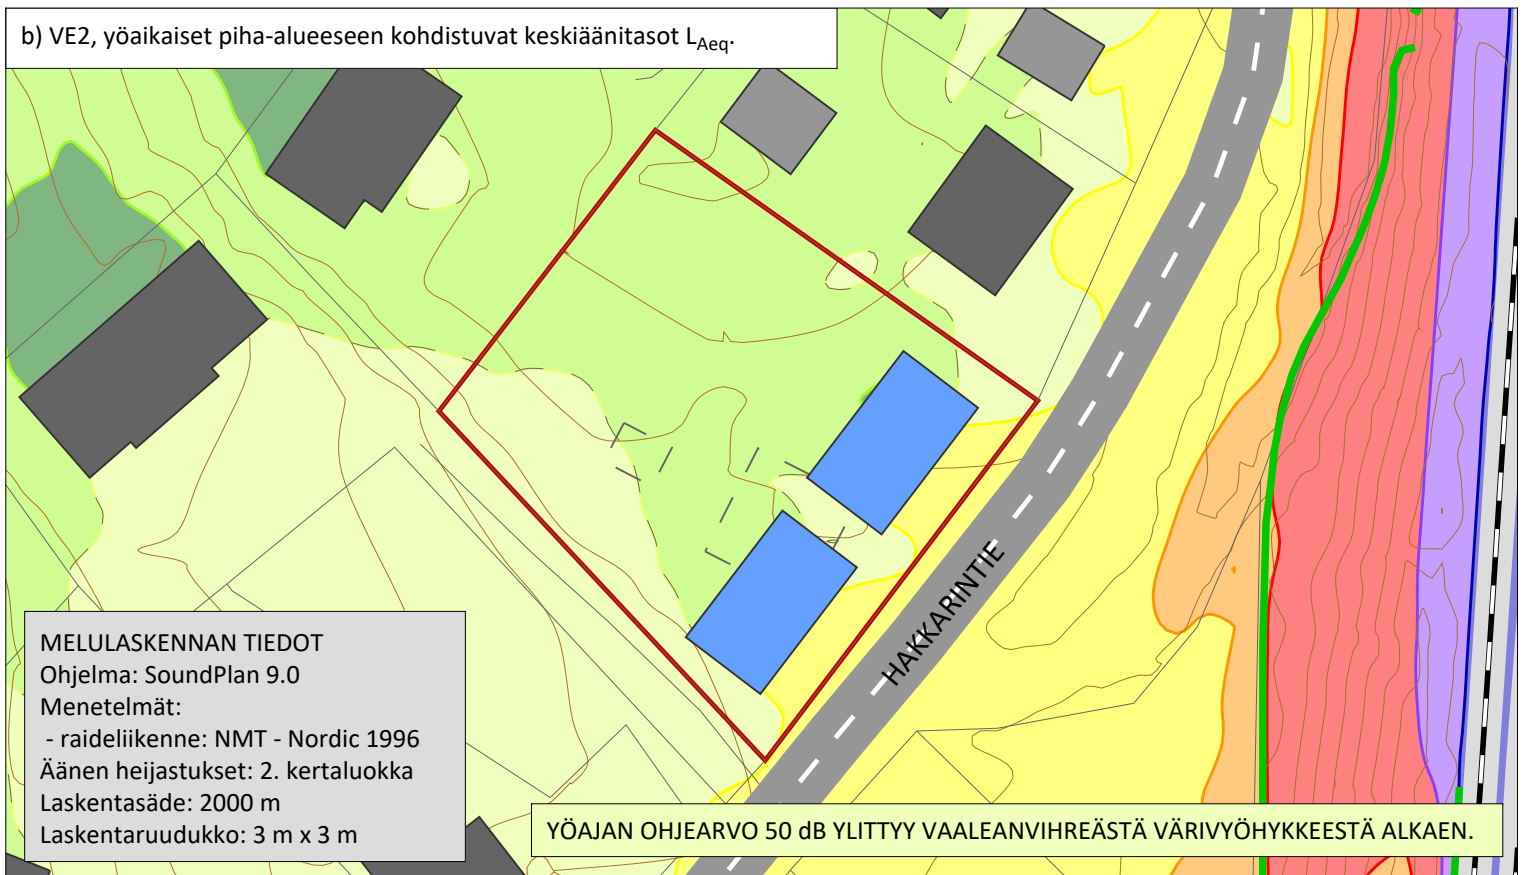 b) VE2, yöaikaiset piha-alueeseen kohdistuvat keskiäänitasot LAeq.
HAKKARINTIE
MELULASKENNAN TIEDOT
Ohjelma: SoundPlan 9.0
Menetelmät:
- raideliikenne: NMT - Nordic 1996
Äänen heijastukset: 2. kertaluokka
Laskentasäde: 2000 m
Laskentaruudukko: 3 m x 3 m
YÖAJAN OHJEARVO 50 dB YLITTYY VAALEANVIHREÄSTÄ VÄRIVYÖHYKKEESTÄ ALKAEN.